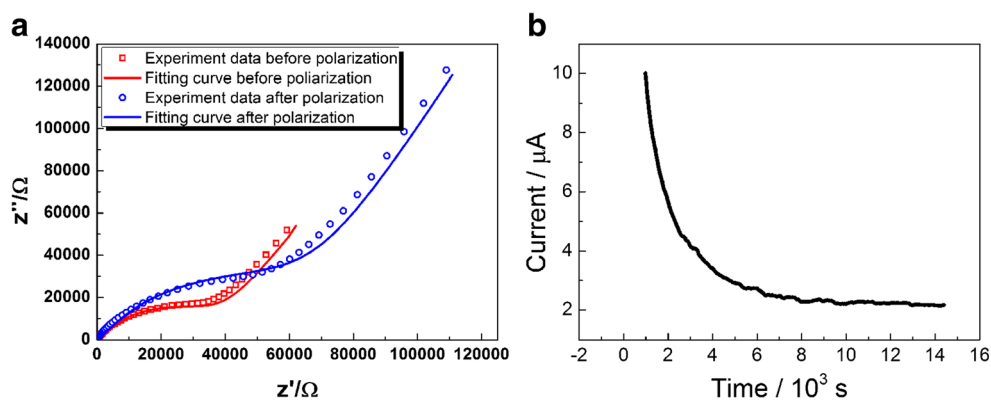 a
140000
120000
100000
80000
60000
40000
20000
0
z''/Ω
Experiment data before polarization
Fitting curve before poliarization
Experiment data after polarization
Fitting curve after polarization
0 20000 40000 60000 80000 100000 120000
z'/Ω
b
10
8
6
4
2
Current / μA
-2 0 2 4 6 8 10 12 14 16
Time / 10³ s